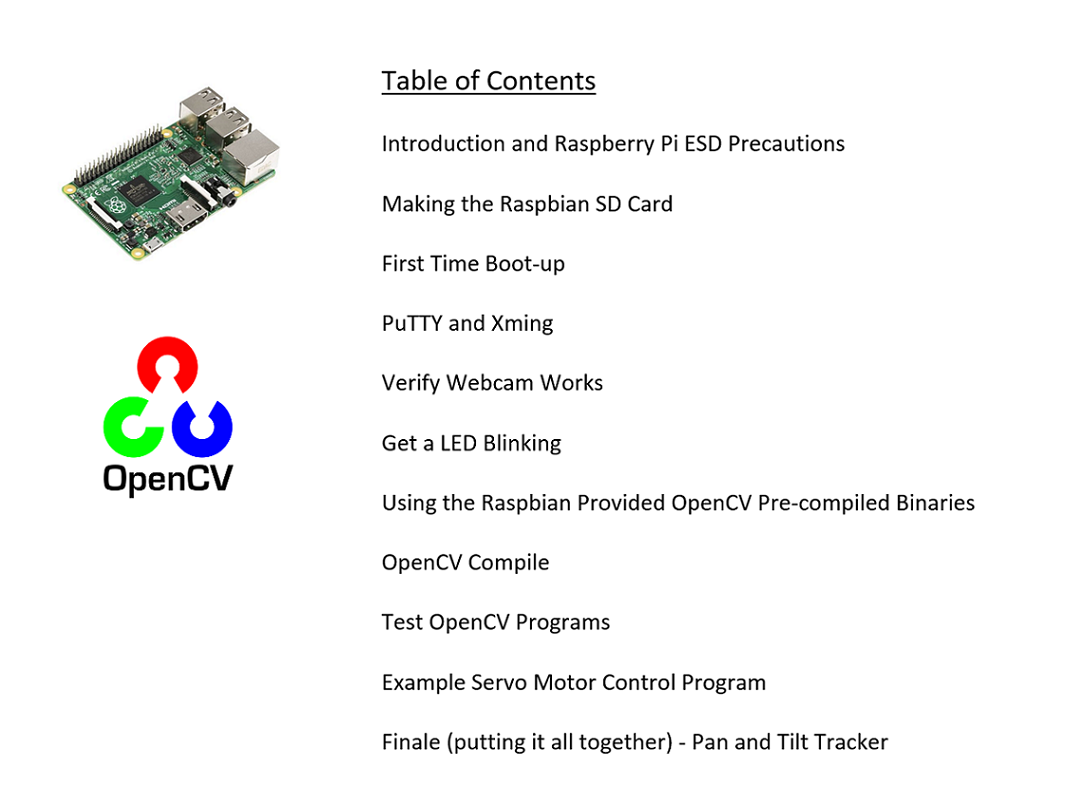 Table of Contents
Introduction and Raspberry Pi ESD Precautions
Making the Raspbian SD Card
First Time Boot-up
PuTTY and Xming
Verify Webcam Works
Get a LED Blinking
Using the Raspbian Provided OpenCV Pre-compiled Binaries
OpenCV Compile
Test OpenCV Programs
Example Servo Motor Control Program
Finale (putting it all together) - Pan and Tilt Tracker
HDMI
OpenCV